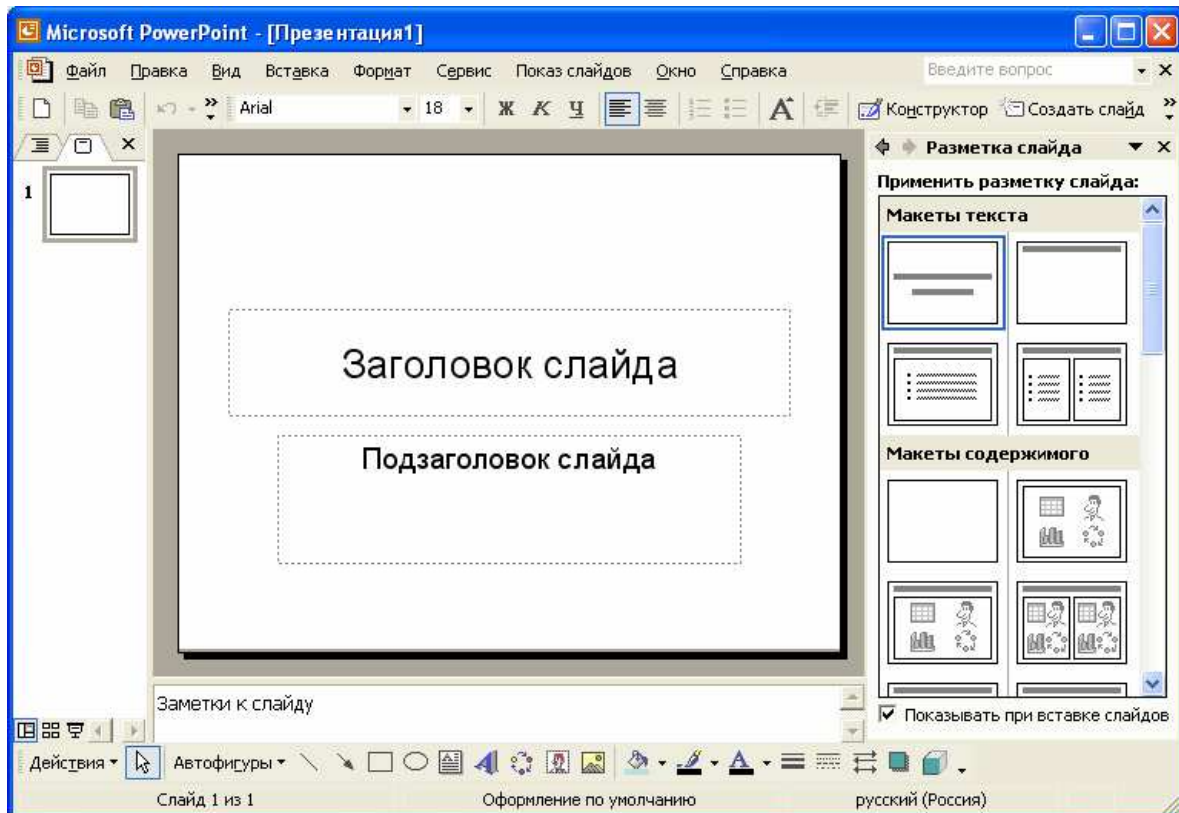 Microsoft PowerPoint - [Презентация1]
Файл Правка Вид Вставка Формат Сервис Показ слайдов Окно Справка Введите вопрос
Arial 18 Ж К Ч Конструктор Создать слайд
Разметка слайда
Применить разметку слайда:
1
Макеты текста
Заголовок слайда
Подзаголовок слайда
Макеты содержимого
Заметки к слайду
Показывать при вставке слайдов
Действия Автофигуры
Слайд 1 из 1 Оформление по умолчанию русский (Россия)